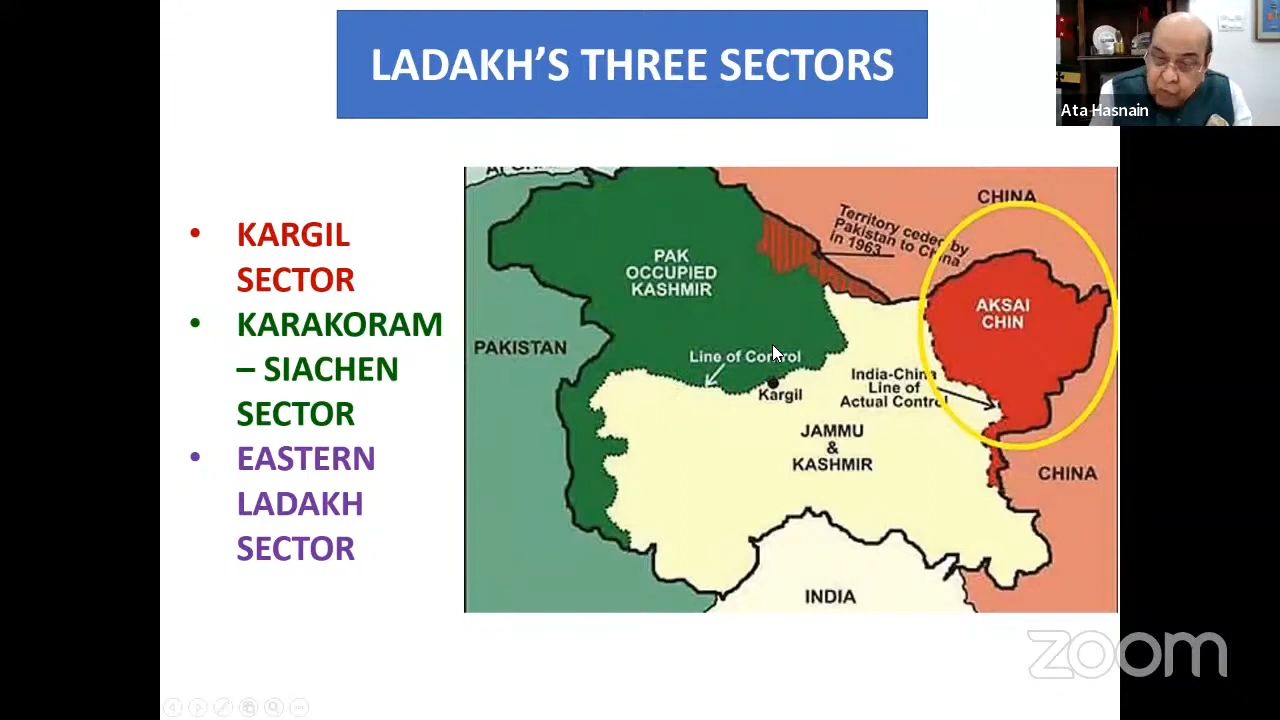 LADAKH'S THREE SECTORS
Ata Hasnain
• KARGIL
SECTOR
• KARAKORAM
– SIACHEN
SECTOR
• EASTERN
LADAKH
SECTOR
CHINA
Territory ceded by
Pakistan to China
in 1963
PAK
OCCUPIED
KASHMIR
AKSAI
CHIN
PAKISTAN
Line of Control
Kargil
India-China
Line of
Actual Control
JAMMU
&
KASHMIR
CHINA
INDIA
zoom